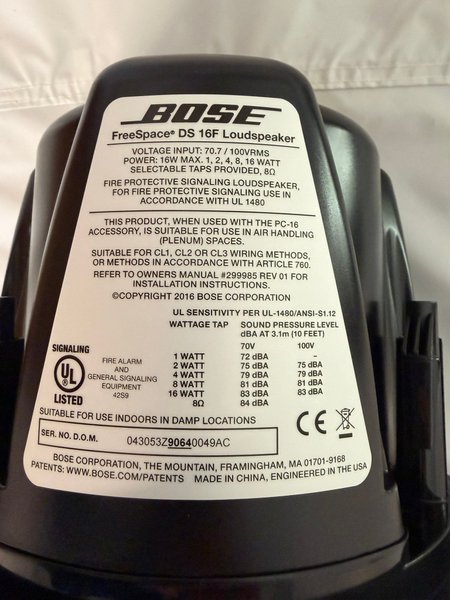 BOSE
FreeSpace® DS 16F Loudspeaker
VOLTAGE INPUT: 70.7 / 100VRMS
POWER: 16W MAX. 1, 2, 4, 8, 16 WATT
SELECTABLE TAPS PROVIDED, 8Ω
FIRE PROTECTIVE SIGNALING LOUDSPEAKER,
FOR FIRE PROTECTIVE SIGNALING USE IN
ACCORDANCE WITH UL 1480
THIS PRODUCT, WHEN USED WITH THE PC-16
ACCESSORY, IS SUITABLE FOR USE IN AIR HANDLING
(PLENUM) SPACES.
SUITABLE FOR CL1, CL2 OR CL3 WIRING METHODS,
OR METHODS IN ACCORDANCE WITH ARTICLE 760.
REFER TO OWNERS MANUAL #299985 REV 01 FOR
INSTALLATION INSTRUCTIONS.
©COPYRIGHT 2016 BOSE CORPORATION
UL SENSITIVITY PER UL-1480/ANSI-S1.12
WATTAGE TAP SOUND PRESSURE LEVEL
dBA AT 3.1m (10 FEET)
70V 100V
1 WATT 72 dBA –
2 WATT 75 dBA 75 dBA
4 WATT 79 dBA 79 dBA
8 WATT 81 dBA 81 dBA
16 WATT 83 dBA 83 dBA
8Ω 84 dBA
SIGNALING
UL
LISTED
FIRE ALARM
AND
GENERAL SIGNALING
EQUIPMENT
42S9
CE
SUITABLE FOR USE INDOORS IN DAMP LOCATIONS
SER. NO. D.O.M. 043053Z90640049AC
BOSE CORPORATION, THE MOUNTAIN, FRAMINGHAM, MA 01701-9168
PATENTS: WWW.BOSE.COM/PATENTS MADE IN CHINA, ENGINEERED IN THE USA